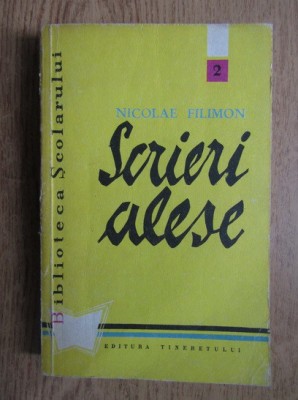 2
NICOLAE FILIMON
Scrieri
alese
Biblioteca Școlarului
EDITURA TINERETULUI